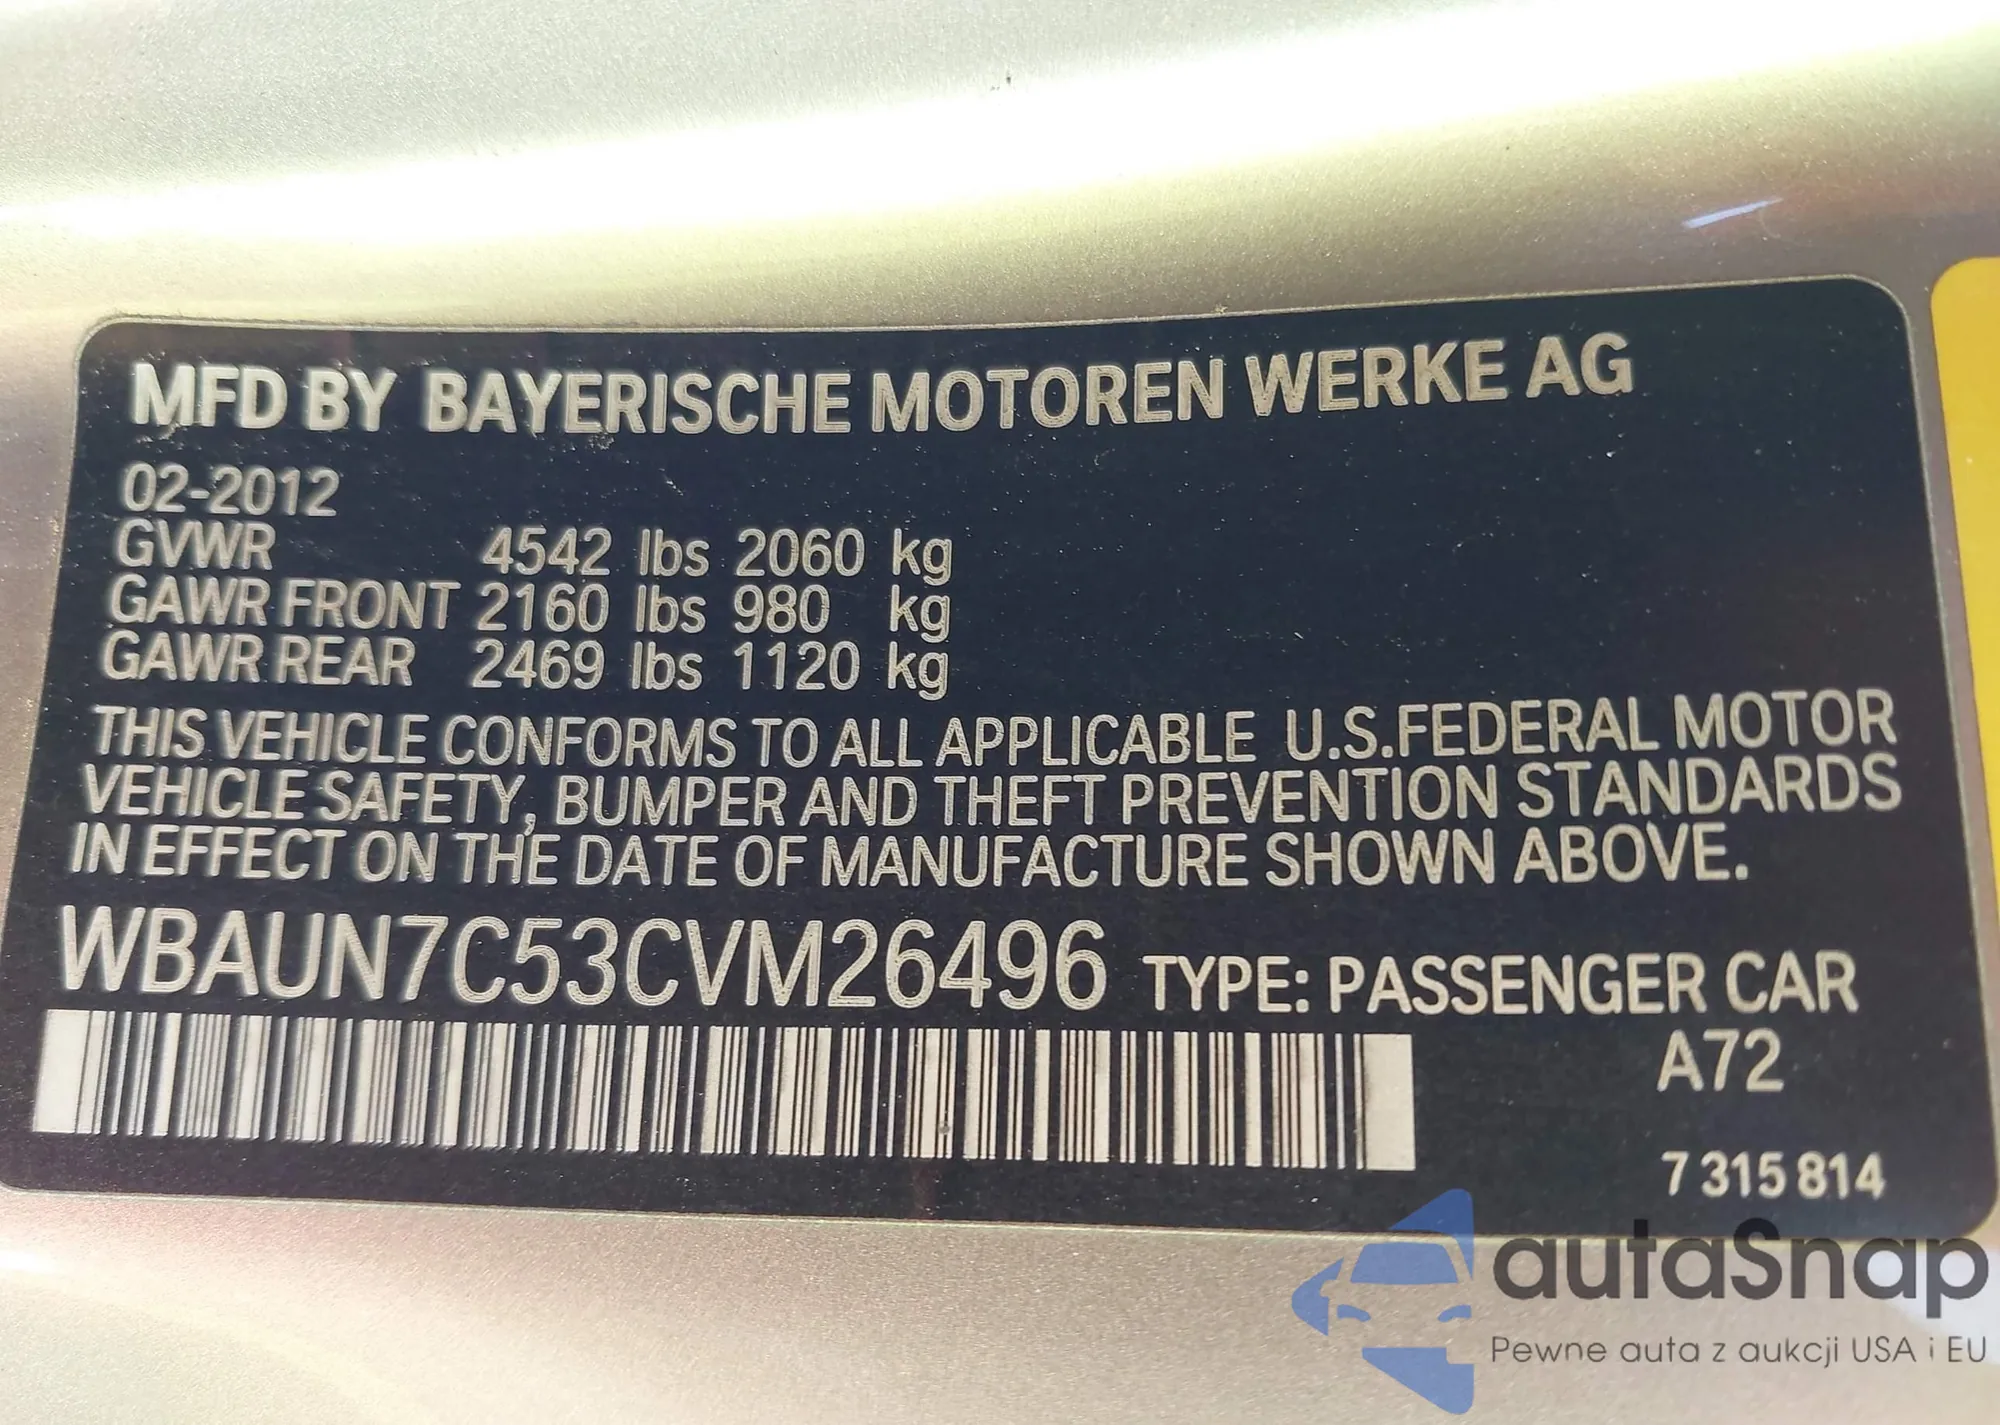 MFD BY BAYERISCHE MOTOREN WERKE AG
02-2012
GVWR 4542 lbs 2060 kg
GAWR FRONT 2160 lbs 980 kg
GAWR REAR 2469 lbs 1120 kg
THIS VEHICLE CONFORMS TO ALL APPLICABLE U.S.FEDERAL MOTOR
VEHICLE SAFETY, BUMPER AND THEFT PREVENTION STANDARDS
IN EFFECT ON THE DATE OF MANUFACTURE SHOWN ABOVE.
WBAUN7C53CVM26496 TYPE: PASSENGER CAR
A72
7 315 814
autaSnap
Pewne auta z aukcji USA i EU